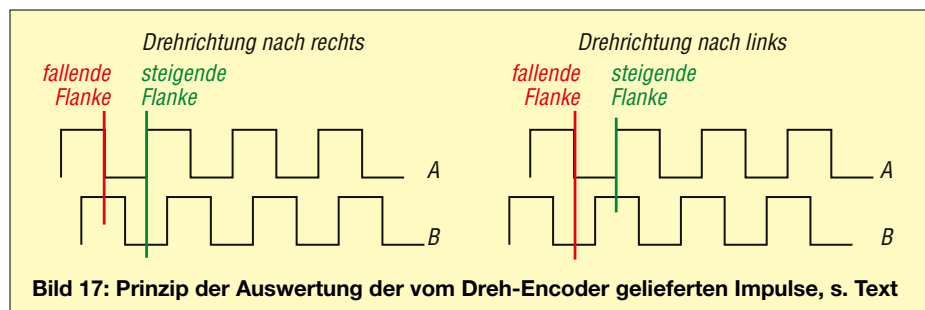 Drehrichtung nach rechts
fallende Flanke
steigende Flanke
A
B
Drehrichtung nach links
fallende Flanke
steigende Flanke
A
B
Bild 17: Prinzip der Auswertung der vom Dreh-Encoder gelieferten Impulse, s. Text